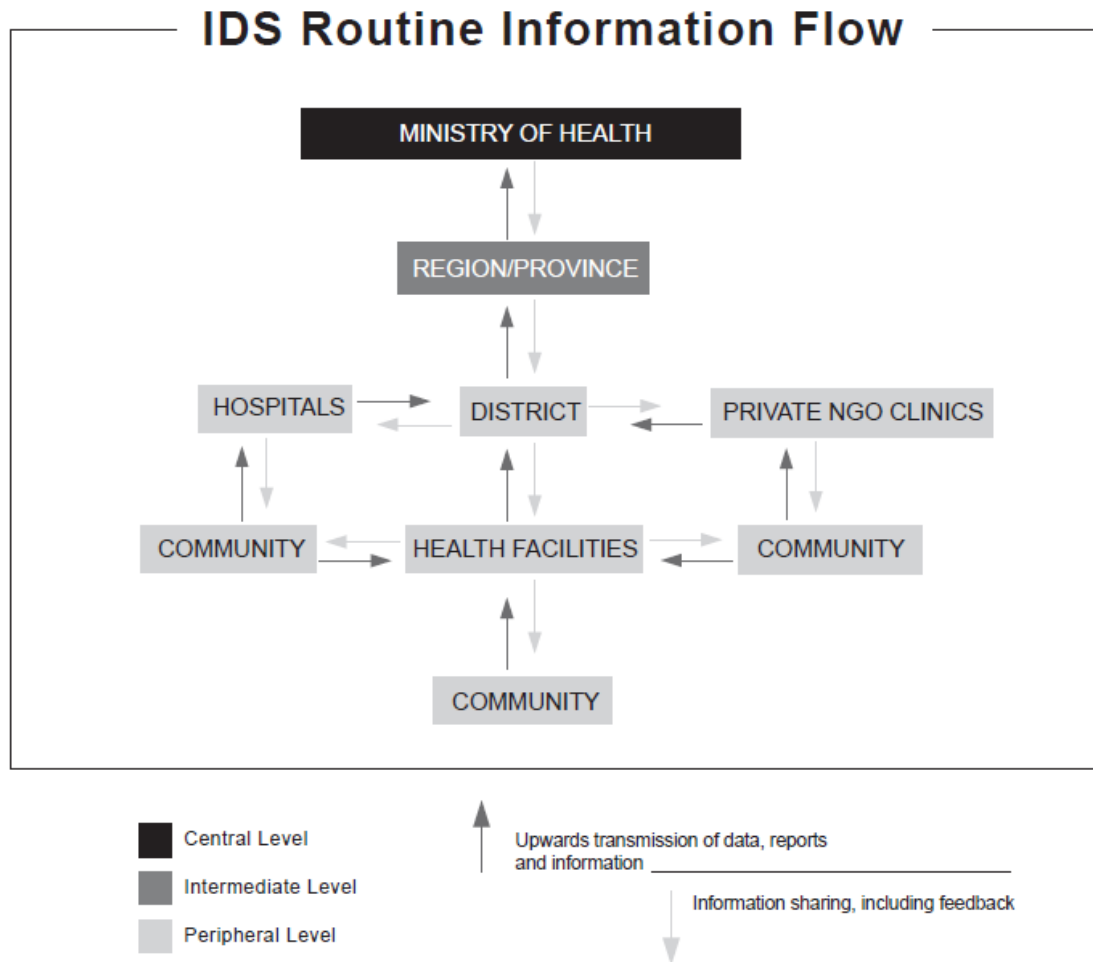 IDS Routine Information Flow
MINISTRY OF HEALTH
REGION/PROVINCE
HOSPITALS
DISTRICT
PRIVATE NGO CLINICS
COMMUNITY
HEALTH FACILITIES
COMMUNITY
COMMUNITY
Central Level
Intermediate Level
Peripheral Level
Upwards transmission of data, reports
and information
Information sharing, including feedback